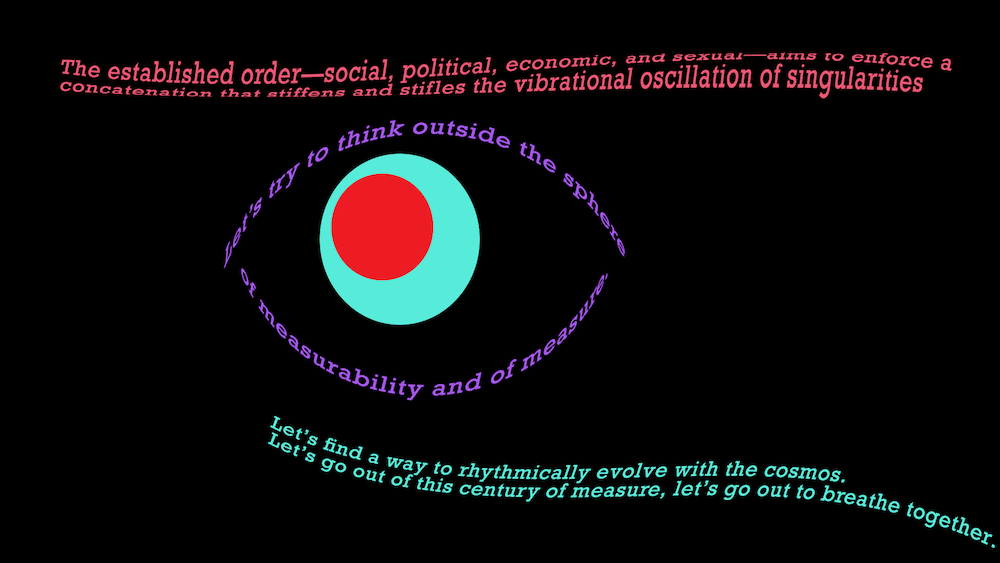 The established order—social, political, economic, and sexual—aims to enforce a
concatenation that stiffens and stifles the vibrational oscillation of singularities
Let's try to think outside the sphere
of measurability and of measure.
Let's find a way to rhythmically evolve with the cosmos.
Let's go out of this century of measure, let's go out to breathe together.